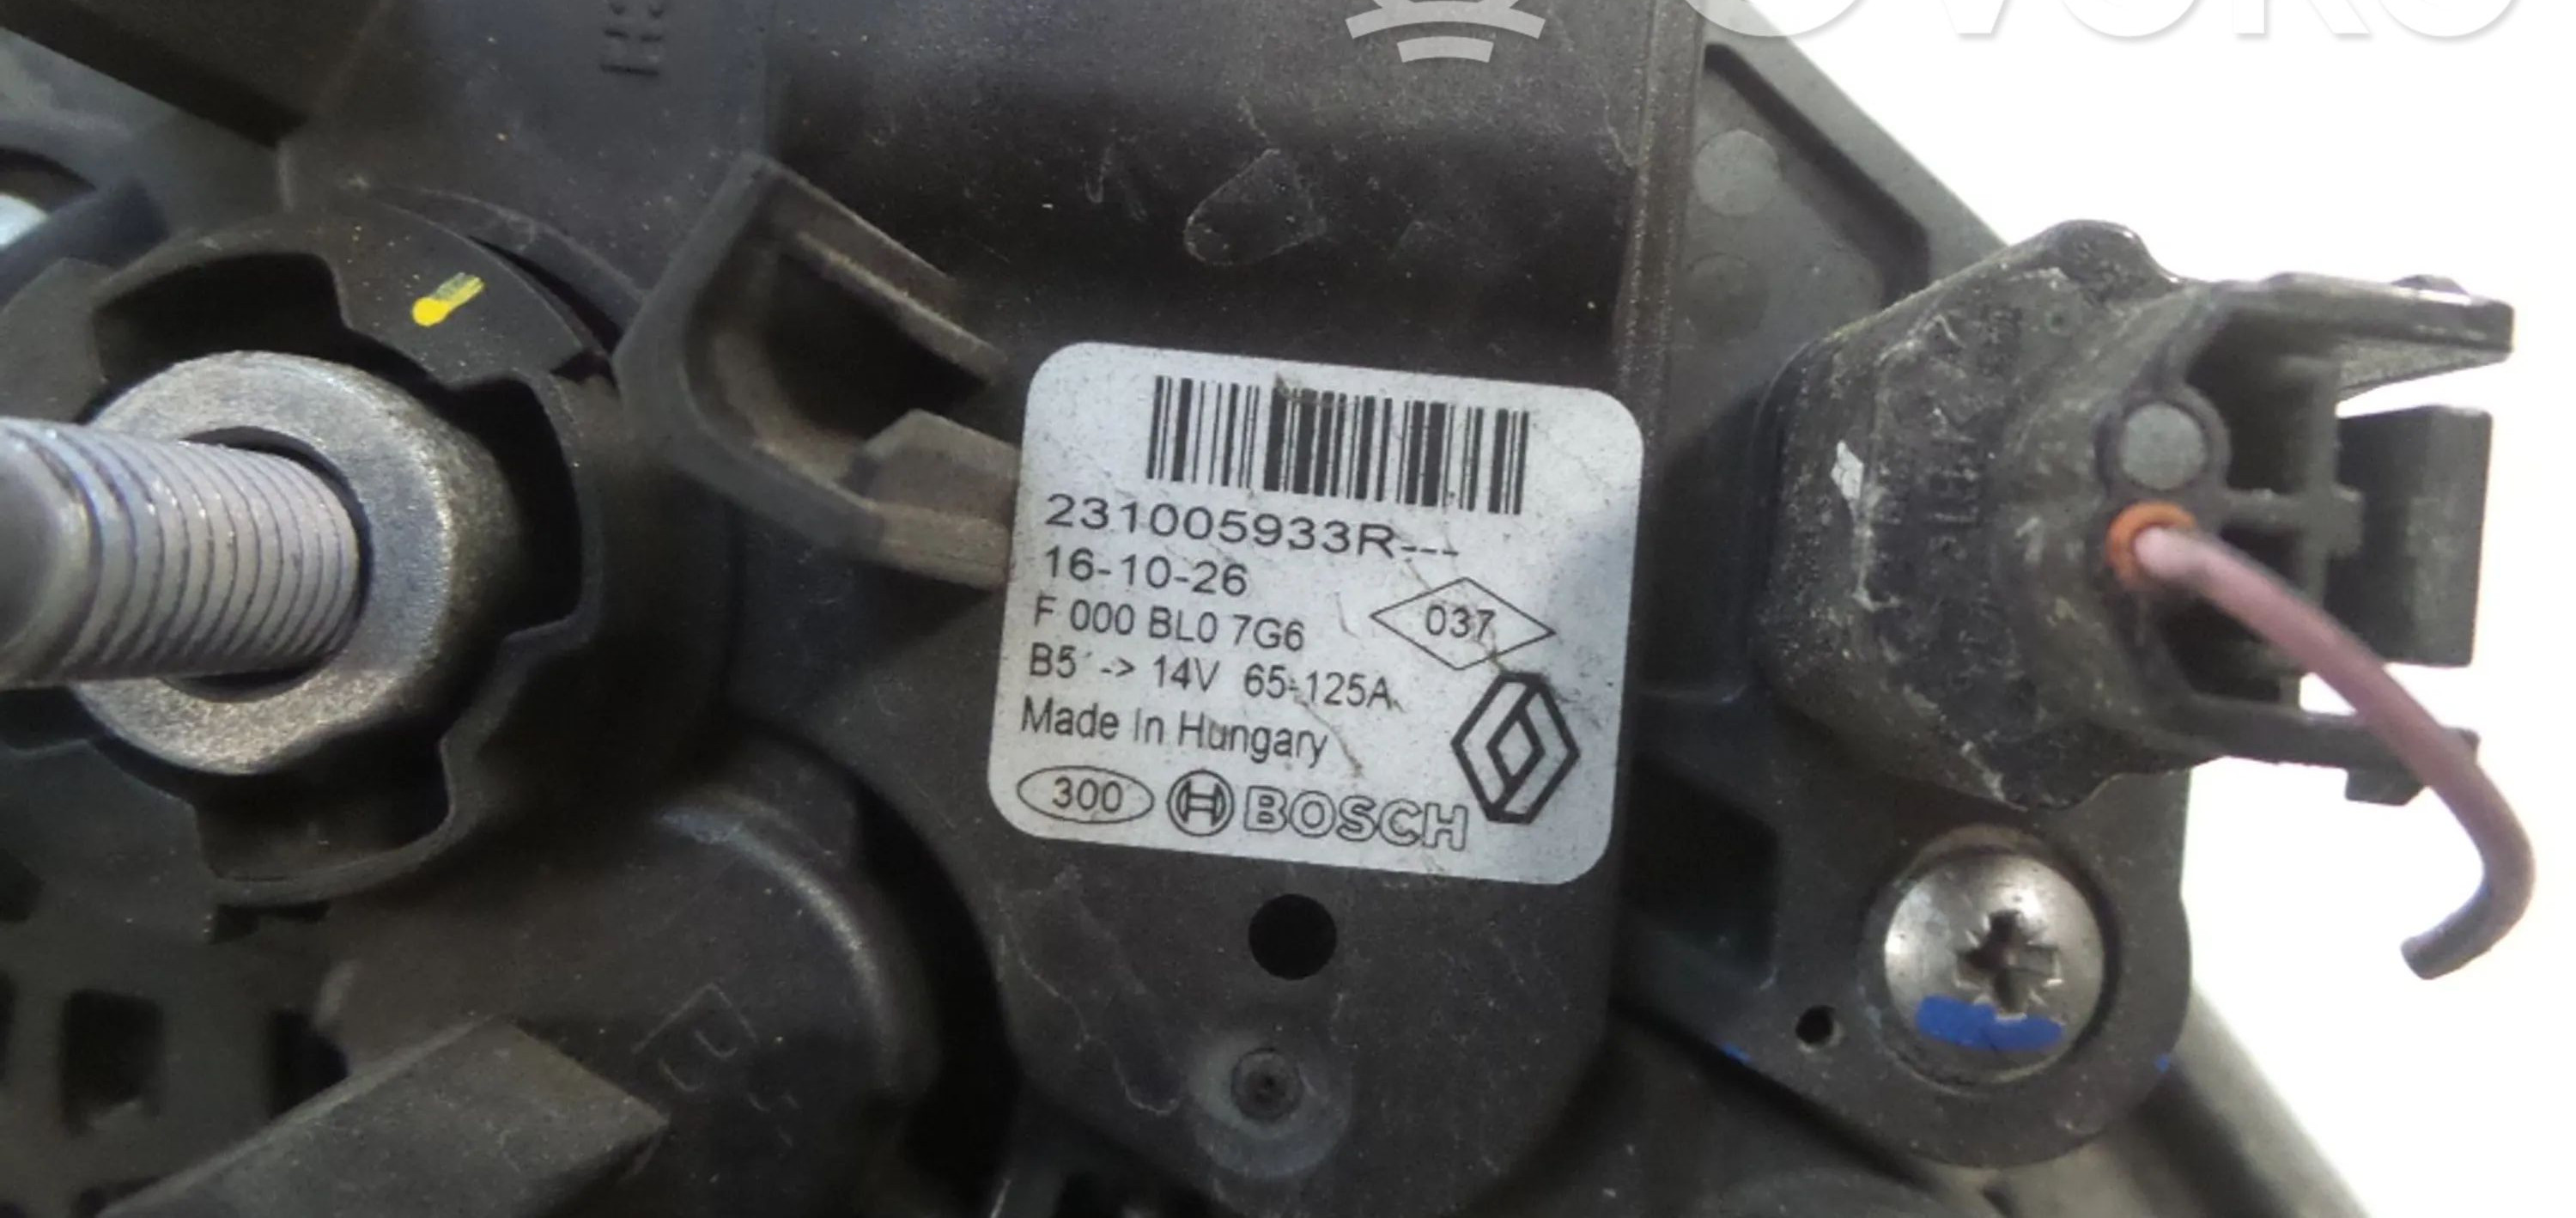 231005933R---
16-10-26
F 000 BL0 7G6
037
B5 -> 14V 65-125A
Made In Hungary
300 BOSCH
B+